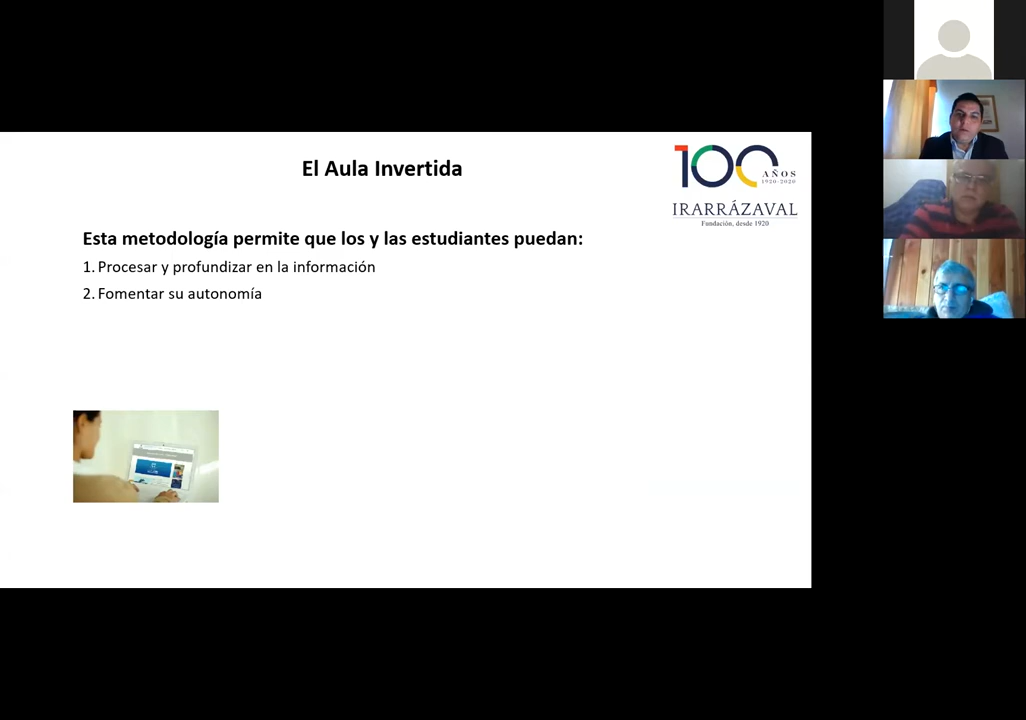 El Aula Invertida
100
AÑOS
1920-2020
IRARRÁZAVAL
Fundación, desde 1920
Esta metodología permite que los y las estudiantes puedan:
1. Procesar y profundizar en la información
2. Fomentar su autonomía